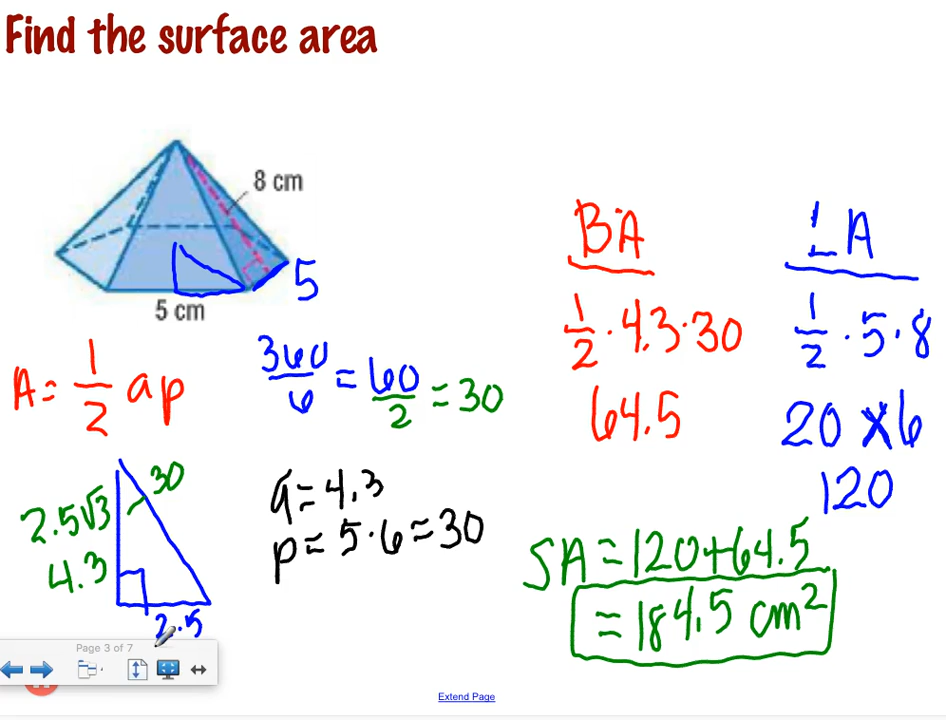 Find the surface area
8 cm
5
5 cm
A = 1/2 ap
360/6 = 60/2 = 30
30
2.5√3
4.3
2.5
a = 4.3
p = 5·6 = 30
BA
1/2 · 4.3 · 30
64.5
LA
1/2 · 5 · 8
20 × 6
120
SA = 120 + 64.5
= 184.5 cm²
Page 3 of 7
Extend Page